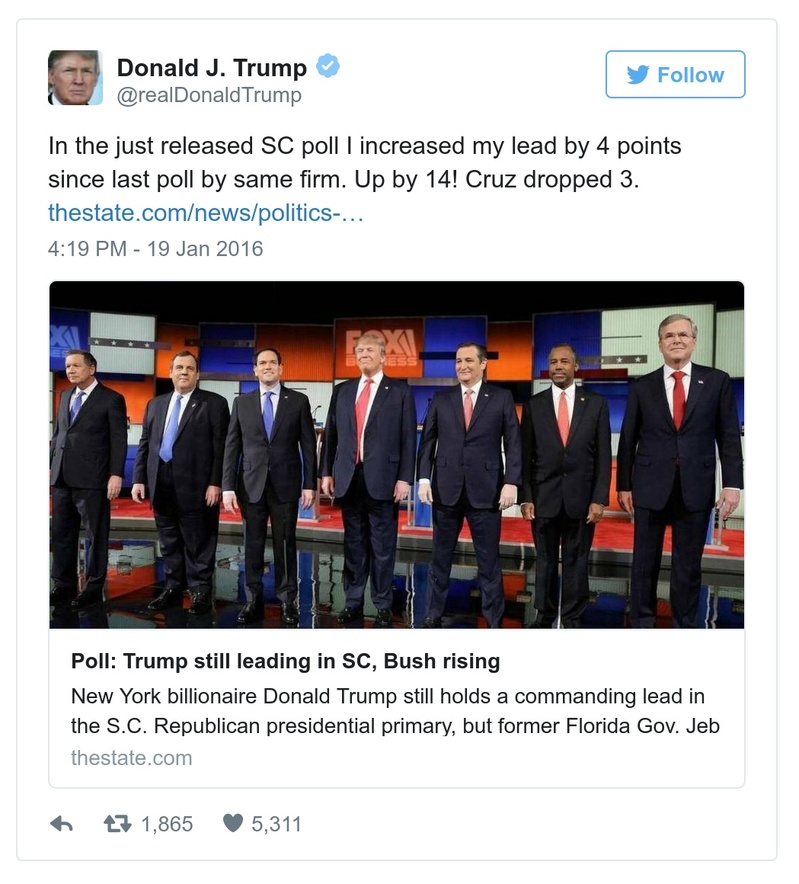 Donald J. Trump
@realDonaldTrump
Follow
In the just released SC poll I increased my lead by 4 points
since last poll by same firm. Up by 14! Cruz dropped 3.
thestate.com/news/politics-…
4:19 PM - 19 Jan 2016
FOX
BUSINESS
Poll: Trump still leading in SC, Bush rising
New York billionaire Donald Trump still holds a commanding lead in
the S.C. Republican presidential primary, but former Florida Gov. Jeb
thestate.com
1,865 5,311